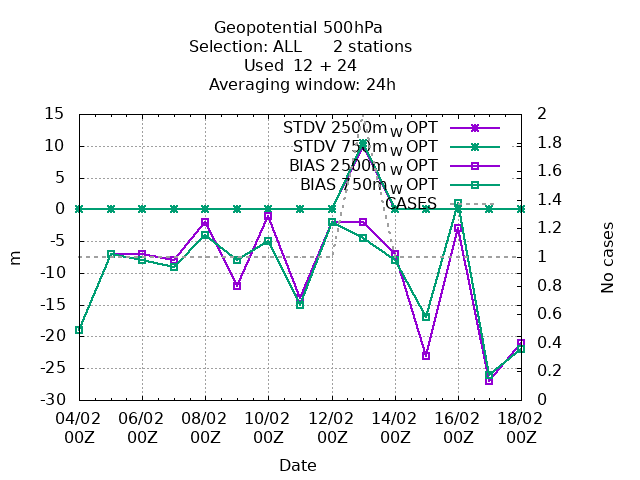 Geopotential 500hPa
Selection: ALL 2 stations
Used 12 + 24
Averaging window: 24h
STDV 2500m_W OPT
STDV 750m_W OPT
BIAS 2500m_W OPT
BIAS 750m_W OPT
CASES
15
10
5
0
-5
-10
-15
-20
-25
-30
m
2
1.8
1.6
1.4
1.2
1
0.8
0.6
0.4
0.2
0
No cases
04/02 06/02 08/02 10/02 12/02 14/02 16/02 18/02
00Z 00Z 00Z 00Z 00Z 00Z 00Z 00Z
Date